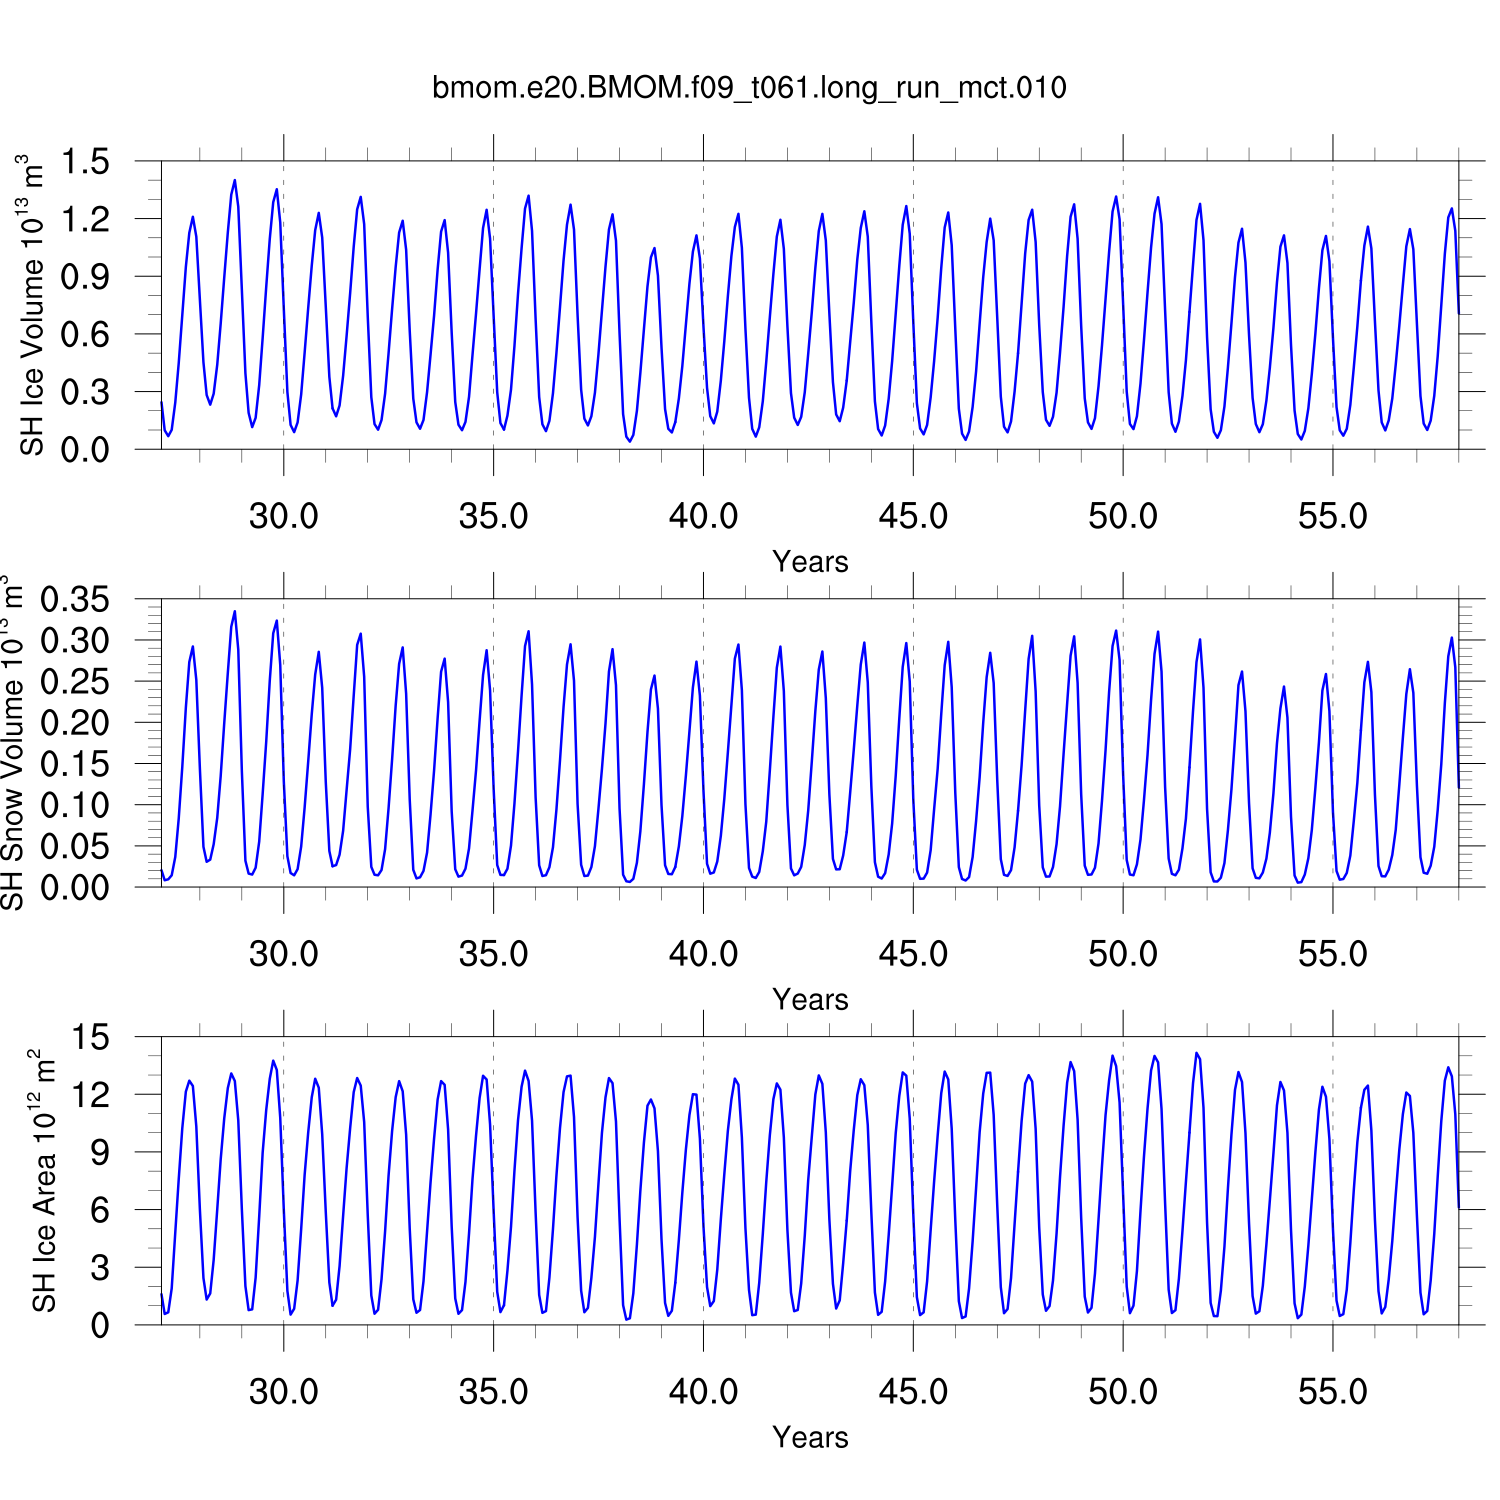 bmom.e20.BMOM.f09_t061.long_run_mct.010
SH Ice Volume 10¹³ m³
1.5
1.2
0.9
0.6
0.3
0.0
30.0 35.0 40.0 45.0 50.0 55.0
Years
SH Snow Volume 10¹³ m³
0.35
0.30
0.25
0.20
0.15
0.10
0.05
0.00
30.0 35.0 40.0 45.0 50.0 55.0
Years
SH Ice Area 10¹² m²
15
12
9
6
3
0
30.0 35.0 40.0 45.0 50.0 55.0
Years